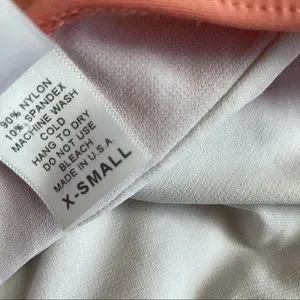 90% NYLON
10% SPANDEX
MACHINE WASH
COLD
HANG TO DRY
DO NOT USE
BLEACH
MADE IN U.S.A
X-SMALL